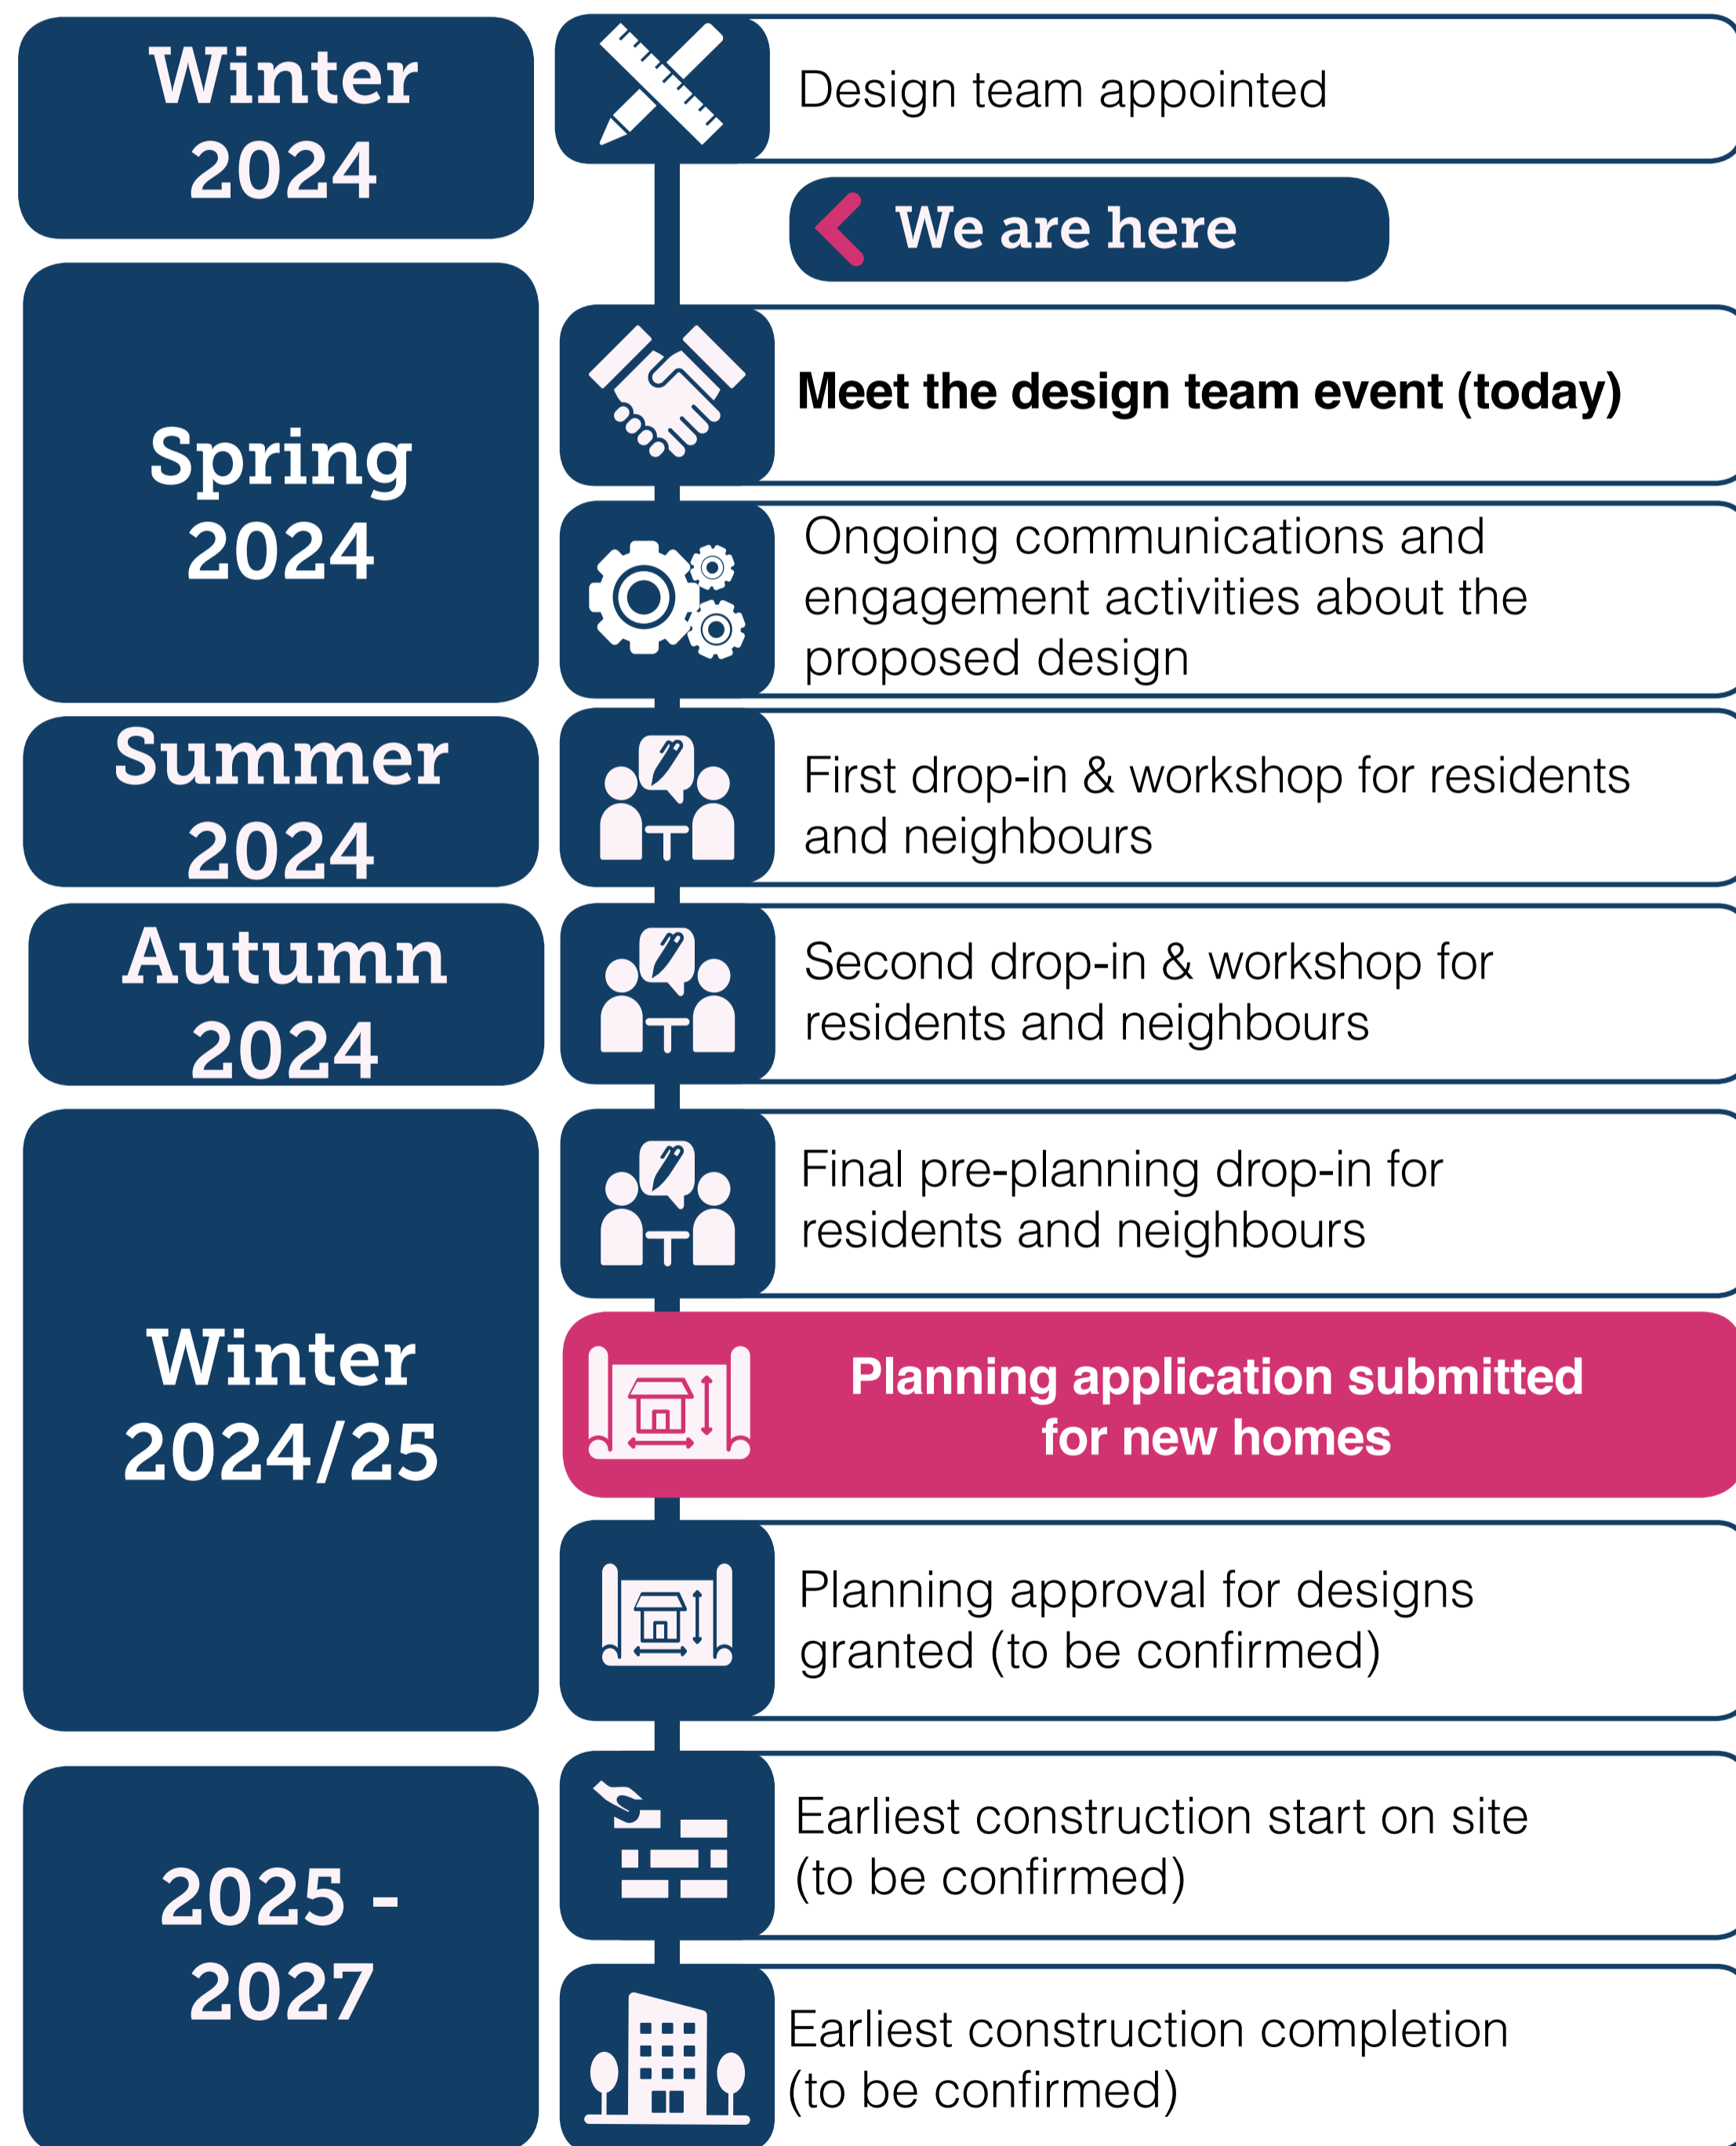 Winter
2024
Design team appointed
We are here
Spring
2024
Meet the design team event (today)
Ongoing communications and
engagement activities about the
proposed design
Summer
2024
First drop-in & workshop for residents
and neighbours
Autumn
2024
Second drop-in & workshop for
residents and neighbours
Winter
2024/25
Final pre-planning drop-in for
residents and neighbours
Planning application submitted
for new homes
Planning approval for designs
granted (to be confirmed)
2025 -
2027
Earliest construction start on site
(to be confirmed)
Earliest construction completion
(to be confirmed)